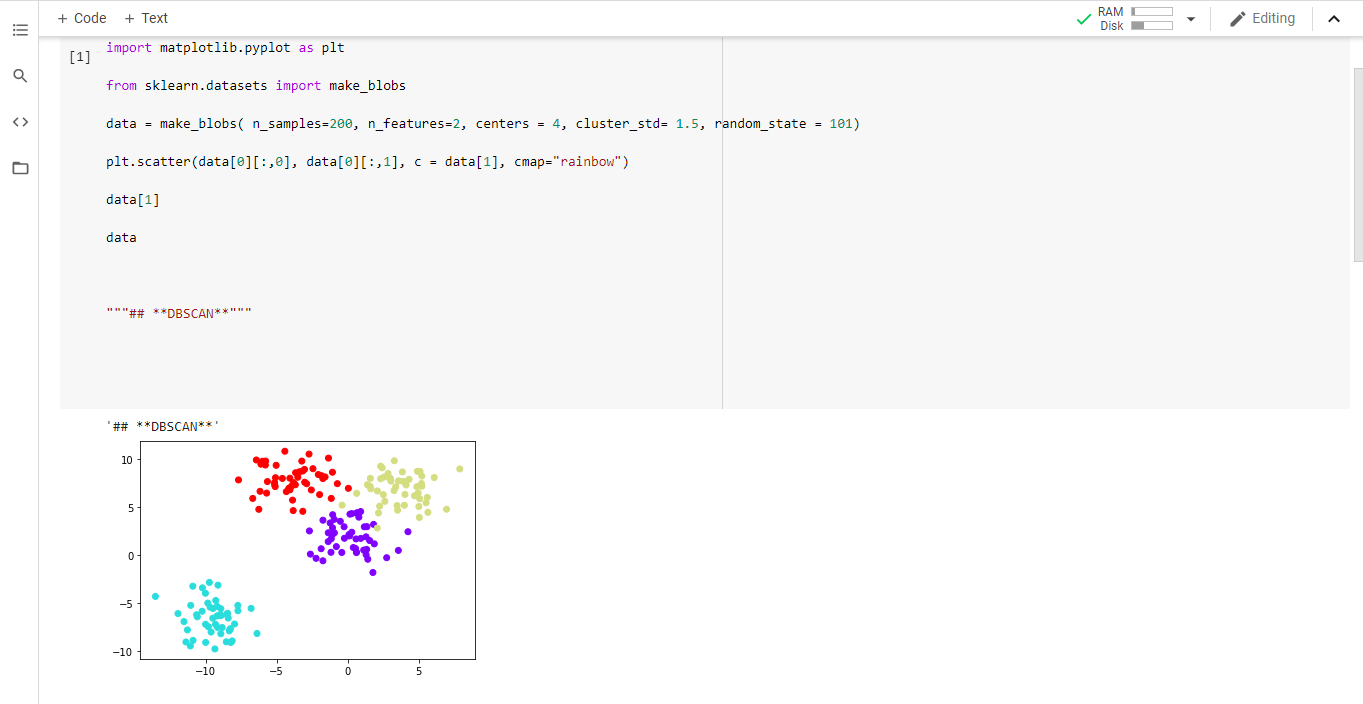 + Code + Text
RAM
Disk
Editing
[1]
import matplotlib.pyplot as plt
from sklearn.datasets import make_blobs
data = make_blobs( n_samples=200, n_features=2, centers = 4, cluster_std= 1.5, random_state = 101)
plt.scatter(data[0][:,0], data[0][:,1], c = data[1], cmap="rainbow")
data[1]
data
"""## **DBSCAN**"""
'## **DBSCAN**'
10
5
0
−5
−10
−10 −5 0 5